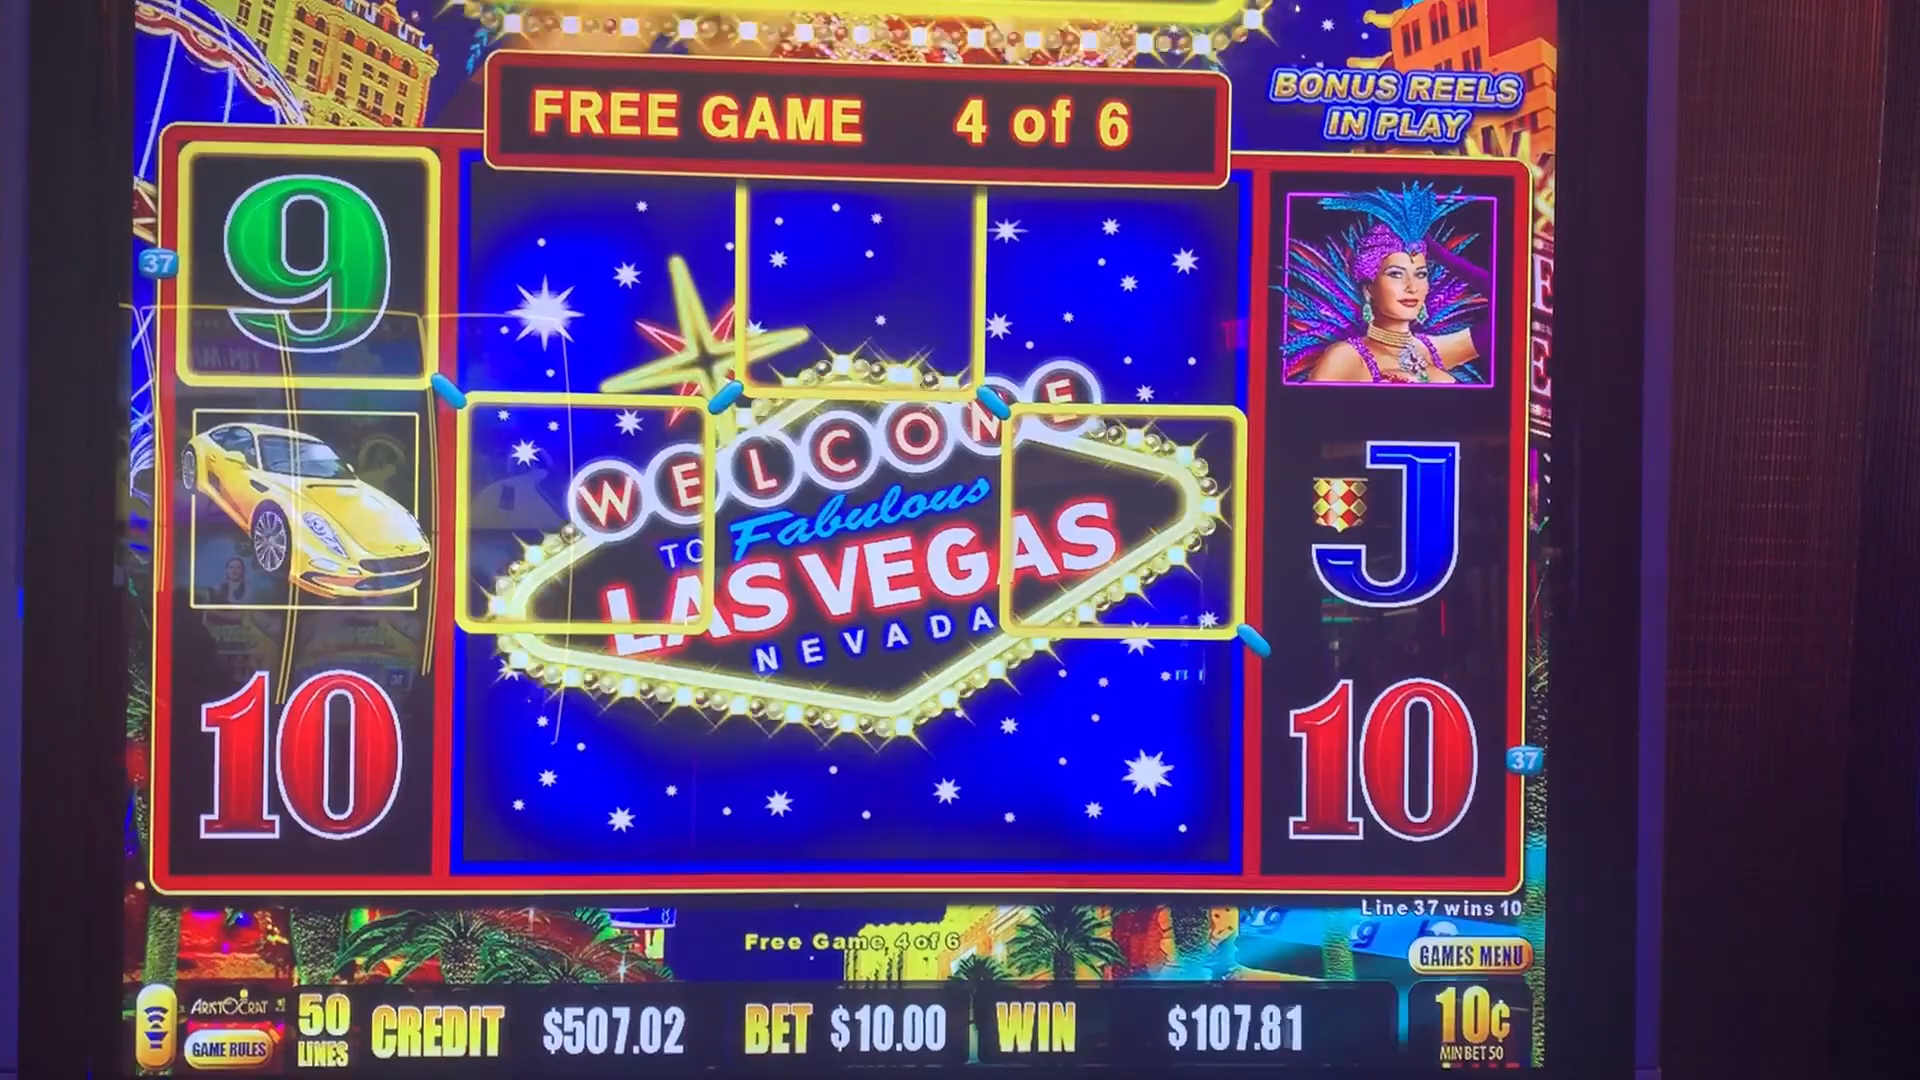 FREE GAME 4 of 6
BONUS REELS
IN PLAY
9
37
WELCOME
TO Fabulous
LAS VEGAS
NEVADA
J
10
10
37
Line 37 wins 10
Free Game, 4 of 6
GAMES MENU
ARISTOCRAT
GAME RULES
50
LINES
CREDIT $507.02
BET $10.00
WIN $107.81
10¢
MIN BET 50